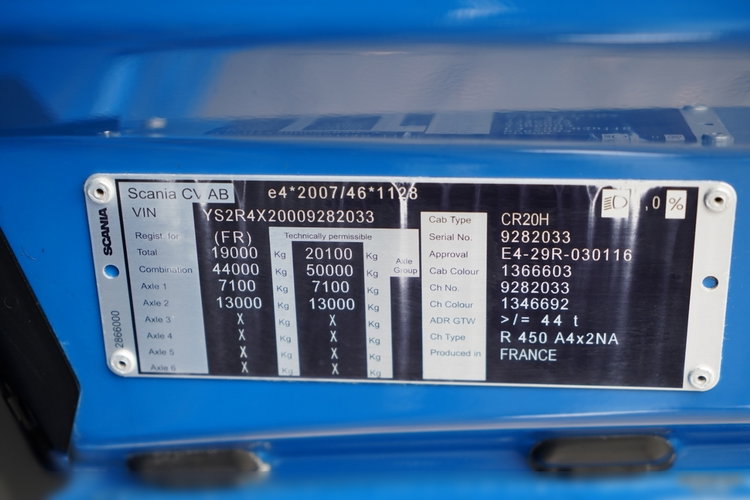 Scania CV AB e4*2007/46*1128 ,0 %
VIN YS2R4X20009282033
Regist. for (FR) Technically permissible
Total 19000 Kg 20100 Kg Axle Group
Combination 44000 Kg 50000 Kg
Axle 1 7100 Kg 7100 Kg
Axle 2 13000 Kg 13000 Kg
Axle 3 X Kg X Kg
Axle 4 X Kg X Kg
Axle 5 X Kg X Kg
Axle 6 X Kg X Kg
Cab Type CR20H
Serial No. 9282033
Approval E4-29R-030116
Cab Colour 1366603
Ch No. 9282033
Ch Colour 1346692
ADR GTW >/= 44 t
Ch Type R 450 A4x2NA
Produced in FRANCE
SCANIA
2866000